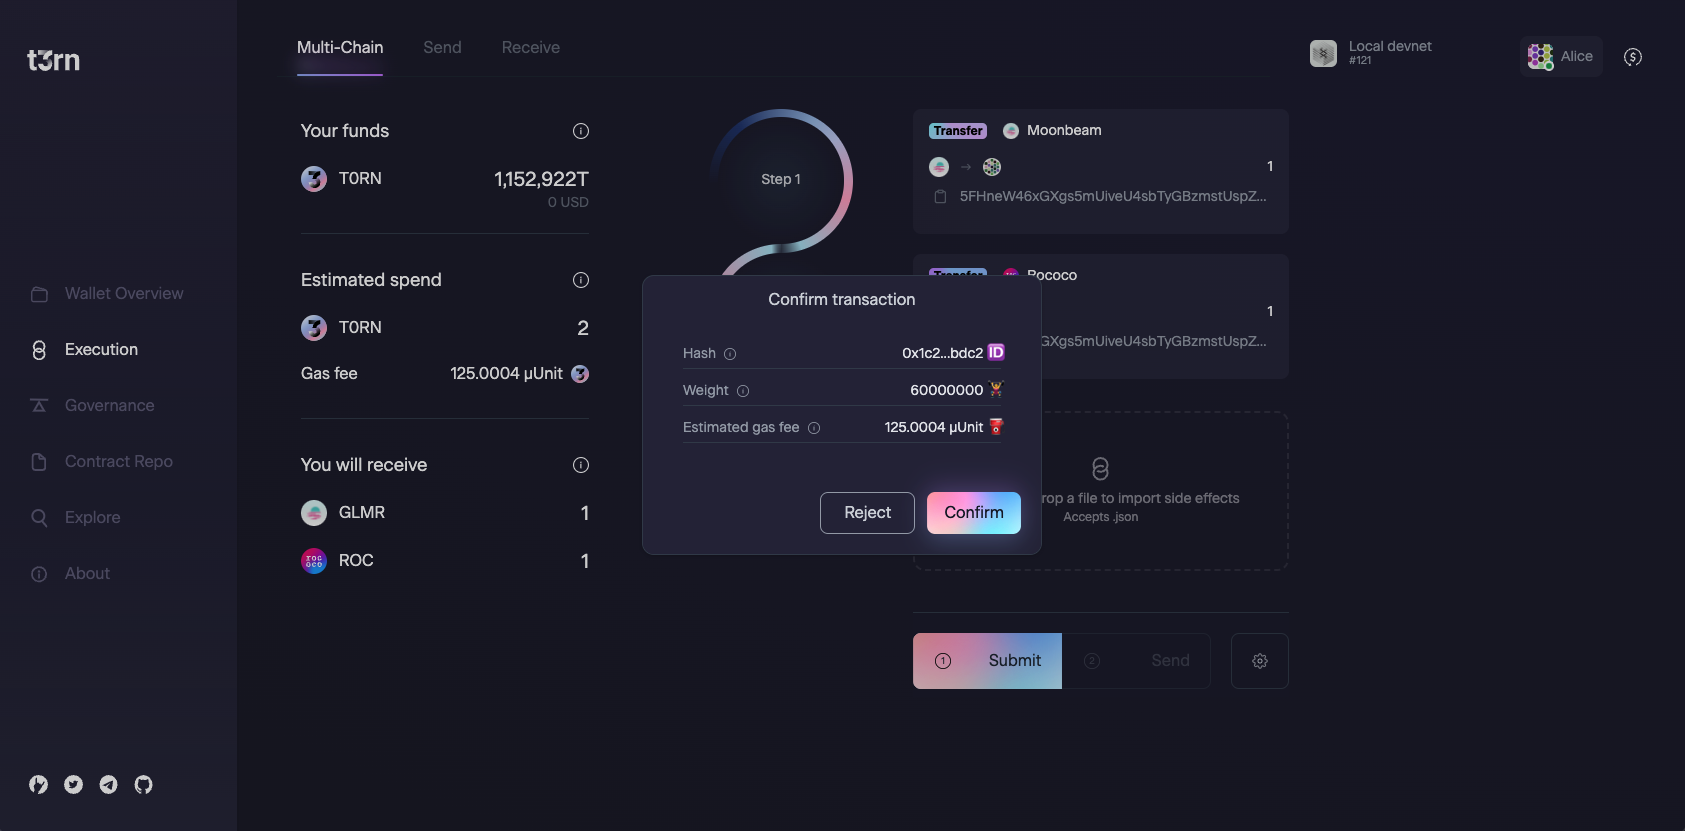 t3rn
Multi-Chain
Send
Receive
Local devnet
#121
Alice
Wallet Overview
Execution
Governance
Contract Repo
Explore
About
Your funds
T0RN
1,152,922T
0 USD
Estimated spend
T0RN
2
Gas fee
125.0004 µUnit
You will receive
GLMR
1
ROC
1
Step 1
Transfer
Moonbeam
1
5FHneW46xGXgs5mUiveU4sbTyGBzmstUspZ...
Transfer
Rococo
1
GXgs5mUiveU4sbTyGBzmstUspZ...
Confirm transaction
Hash
0x1c2...bdc2 🆔
Weight
60000000
Estimated gas fee
125.0004 µUnit
Reject
Confirm
rop a file to import side effects
Accepts .json
1
Submit
2
Send